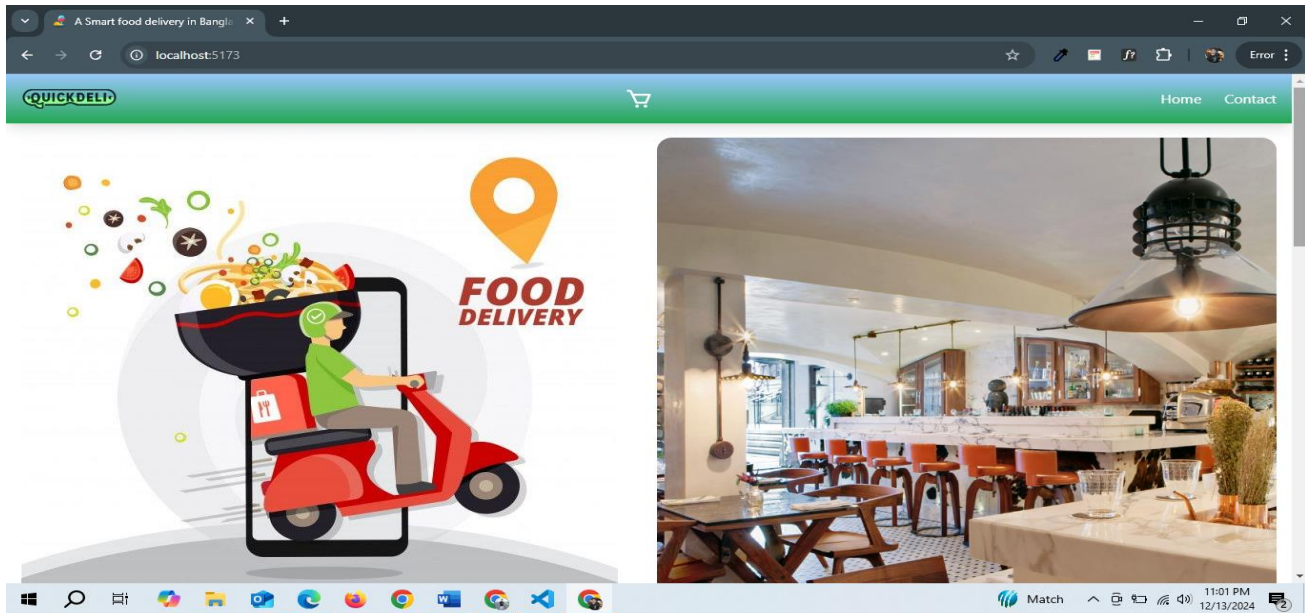 A Smart food delivery in Bangla
localhost:5173
Error
QUICKDELI
Home Contact
FOOD
DELIVERY
Match
11:01 PM
12/13/2024
2